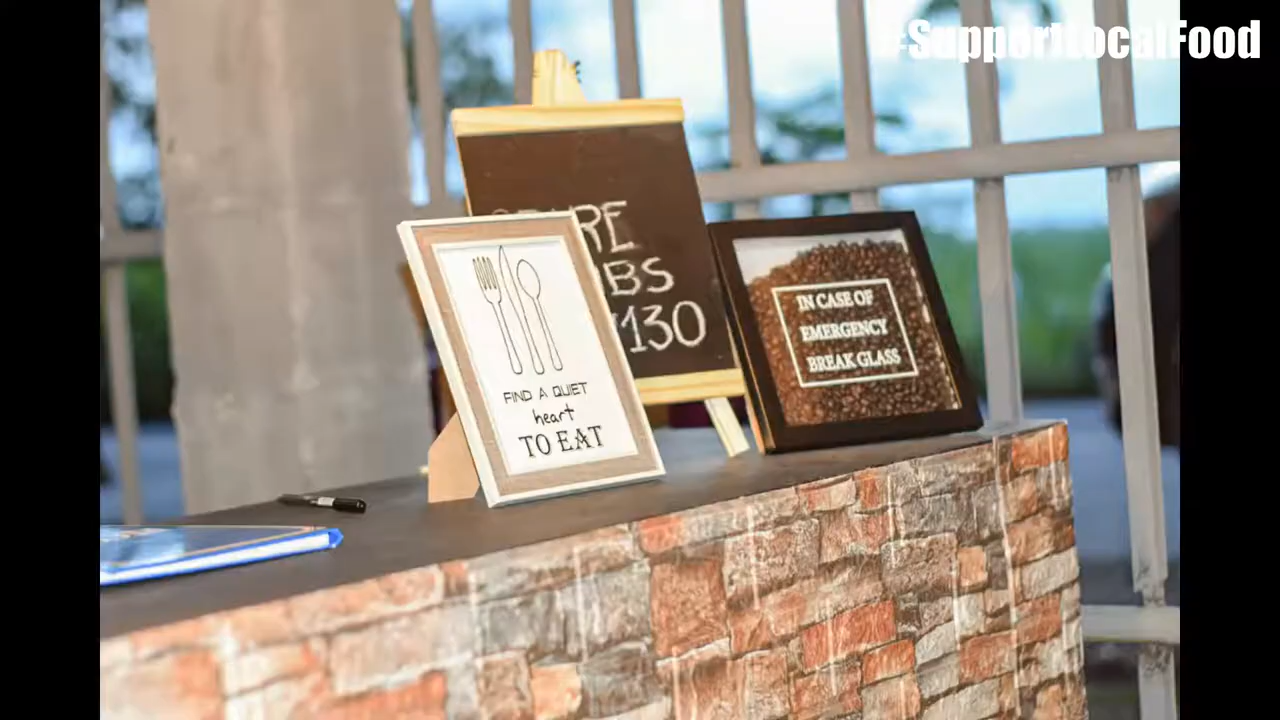 #SupportLocalFood
RE
BS
130
FIND A QUIET
heart
TO EAT
IN CASE OF
EMERGENCY
BREAK GLASS